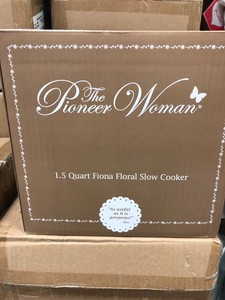 The
Pioneer Woman®
1.5 Quart Fiona Floral Slow Cooker
"As useful
as it is
gorgeous!"